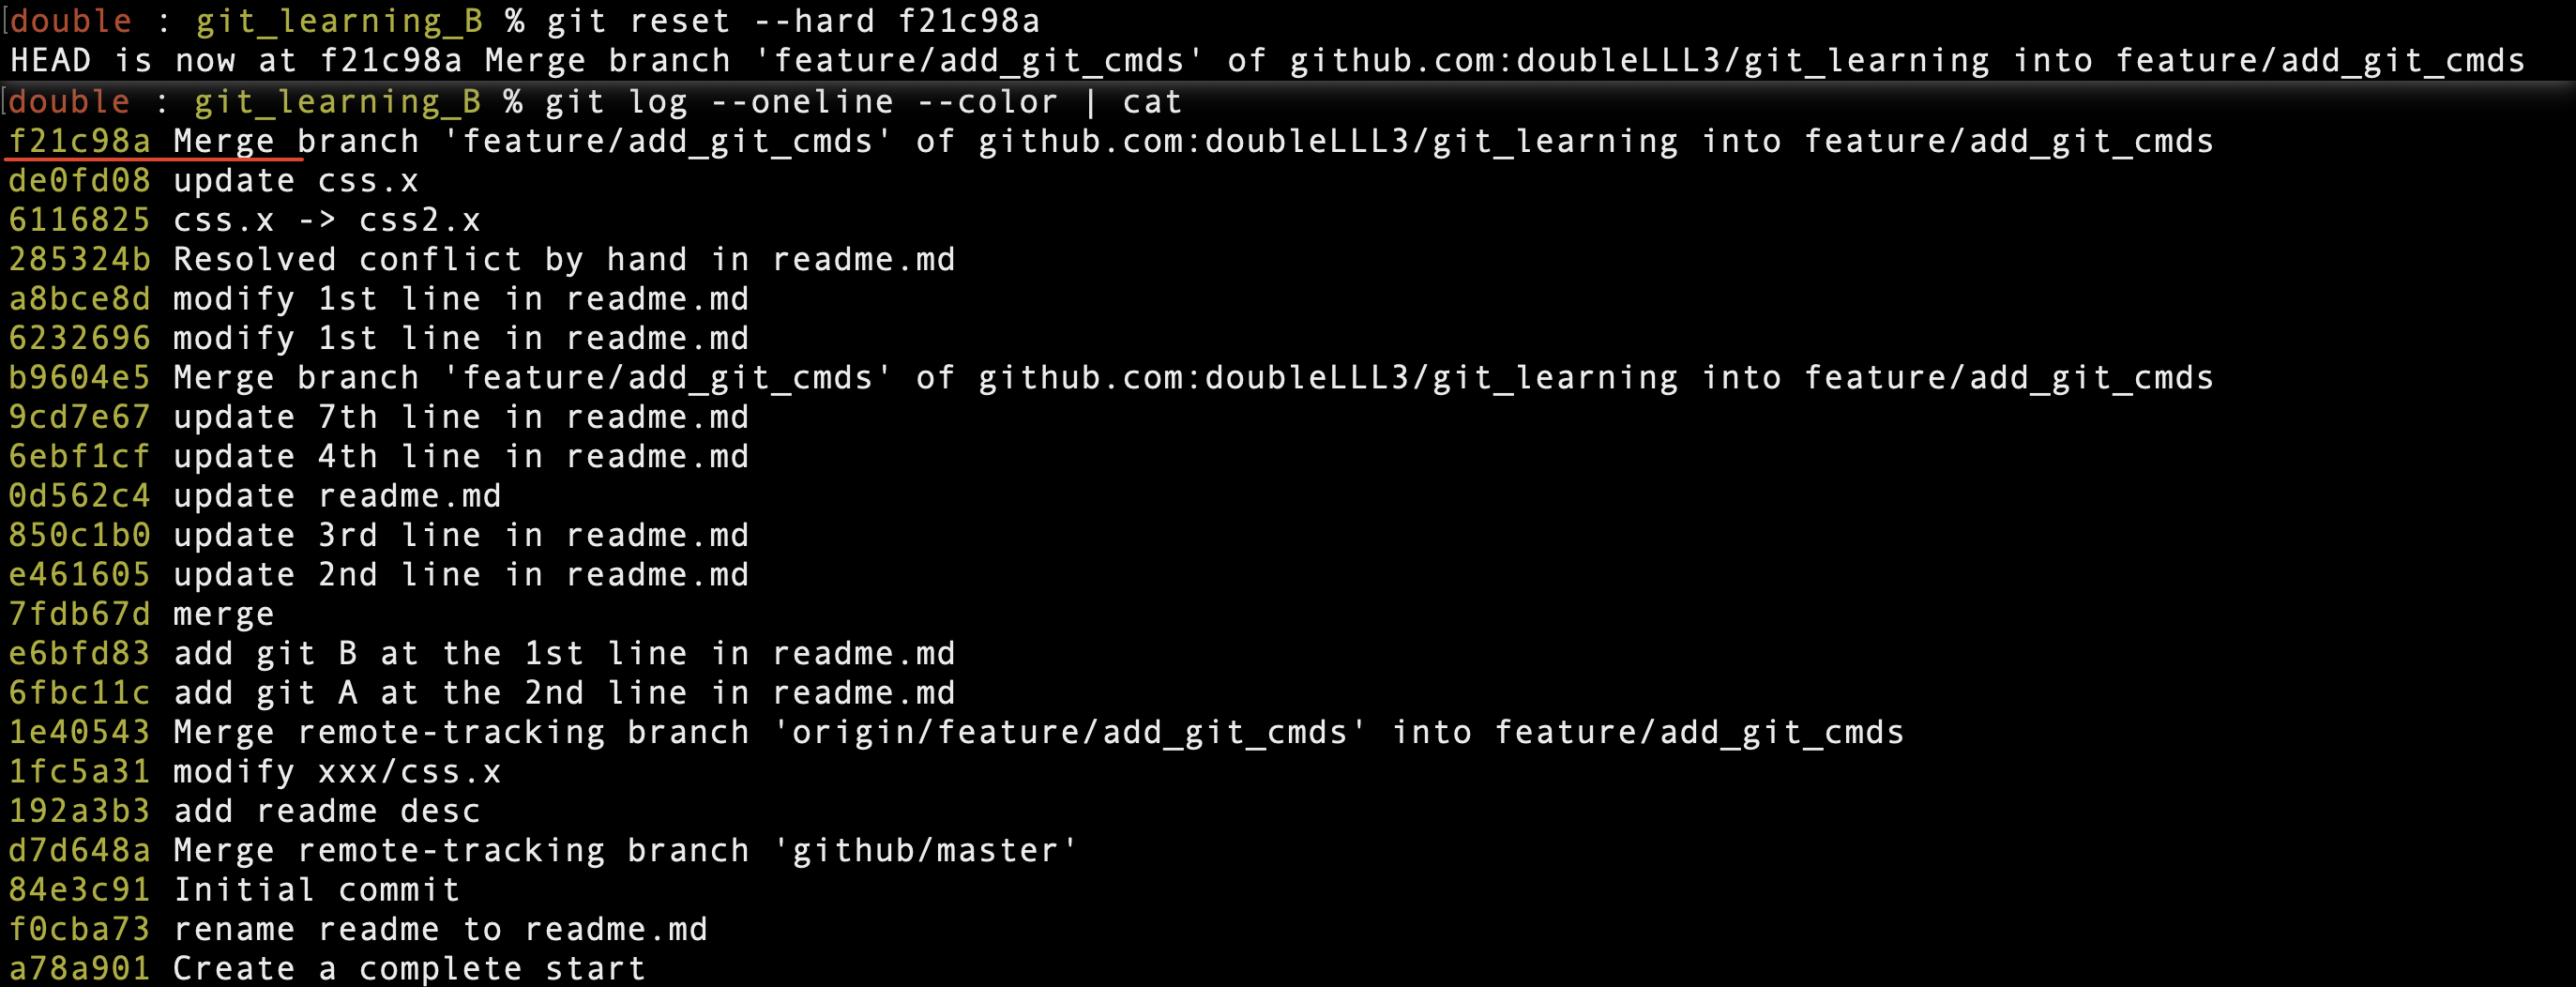 double : git_learning_B % git reset --hard f21c98a
HEAD is now at f21c98a Merge branch 'feature/add_git_cmds' of github.com:doubleLLL3/git_learning into feature/add_git_cmds
double : git_learning_B % git log --oneline --color | cat
f21c98a Merge branch 'feature/add_git_cmds' of github.com:doubleLLL3/git_learning into feature/add_git_cmds
de0fd08 update css.x
6116825 css.x -> css2.x
285324b Resolved conflict by hand in readme.md
a8bce8d modify 1st line in readme.md
6232696 modify 1st line in readme.md
b9604e5 Merge branch 'feature/add_git_cmds' of github.com:doubleLLL3/git_learning into feature/add_git_cmds
9cd7e67 update 7th line in readme.md
6ebf1cf update 4th line in readme.md
0d562c4 update readme.md
850c1b0 update 3rd line in readme.md
e461605 update 2nd line in readme.md
7fdb67d merge
e6bfd83 add git B at the 1st line in readme.md
6fbc11c add git A at the 2nd line in readme.md
1e40543 Merge remote-tracking branch 'origin/feature/add_git_cmds' into feature/add_git_cmds
1fc5a31 modify xxx/css.x
192a3b3 add readme desc
d7d648a Merge remote-tracking branch 'github/master'
84e3c91 Initial commit
f0cba73 rename readme to readme.md
a78a901 Create a complete start